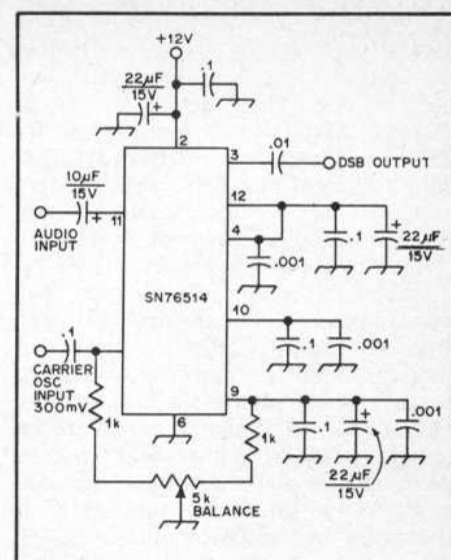 +12V
22µF
15V
.1
2
3
.01
DSB OUTPUT
10µF
15V
11
AUDIO
INPUT
12
4
.1
22µF
15V
.001
SN76514
10
.1
.001
.1
CARRIER
OSC
INPUT
300mV
9
6
1k
1k
.1
22µF
15V
.001
5k
BALANCE